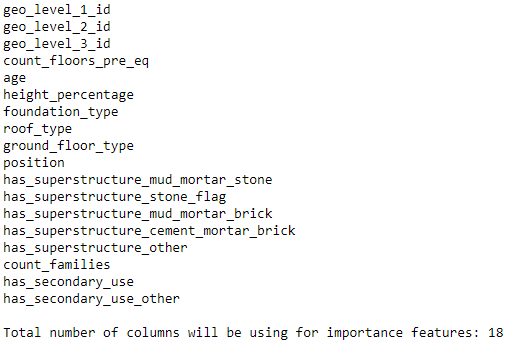 geo_level_1_id
geo_level_2_id
geo_level_3_id
count_floors_pre_eq
age
height_percentage
foundation_type
roof_type
ground_floor_type
position
has_superstructure_mud_mortar_stone
has_superstructure_stone_flag
has_superstructure_mud_mortar_brick
has_superstructure_cement_mortar_brick
has_superstructure_other
count_families
has_secondary_use
has_secondary_use_other
Total number of columns will be using for importance features: 18